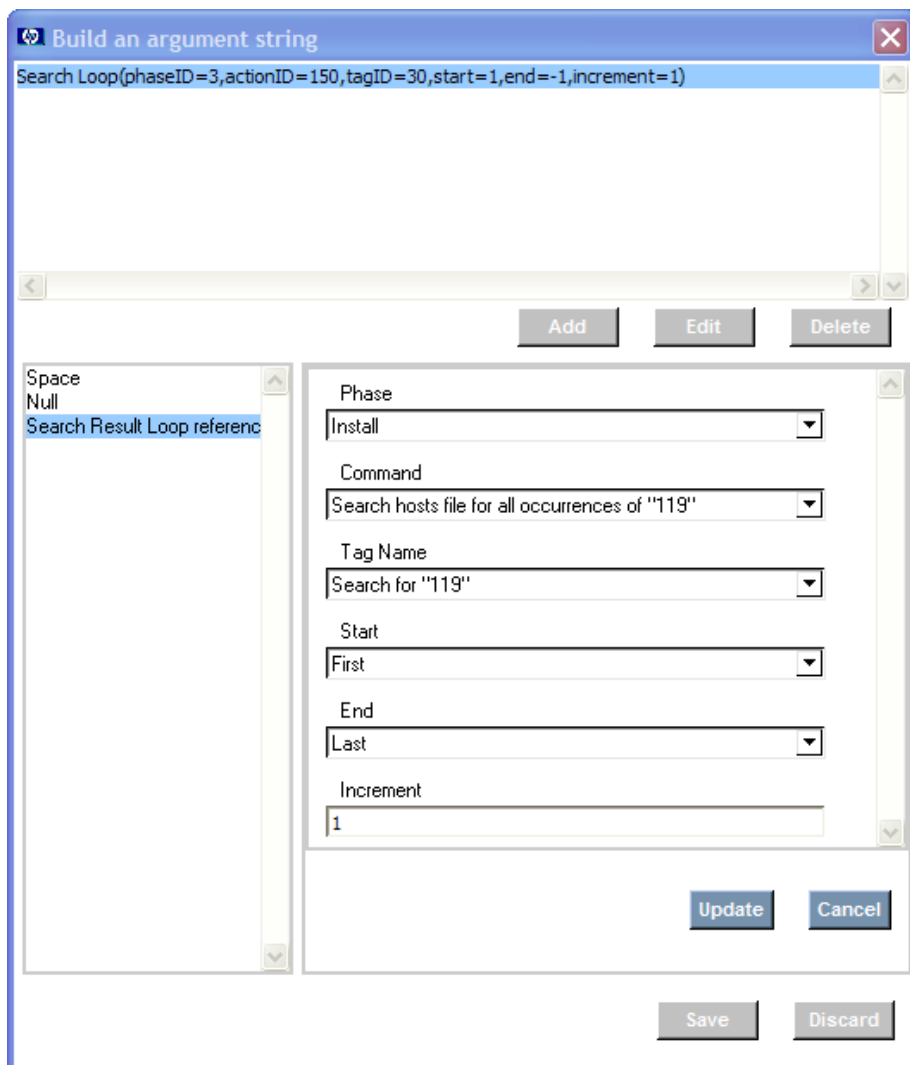 Build an argument string
Search Loop(phaseID=3,actionID=150,tagID=30,start=1,end=-1,increment=1)
Add Edit Delete
Space
Null
Search Result Loop referenc
Phase
Install
Command
Search hosts file for all occurrences of "119"
Tag Name
Search for "119"
Start
First
End
Last
Increment
1
Update Cancel
Save Discard